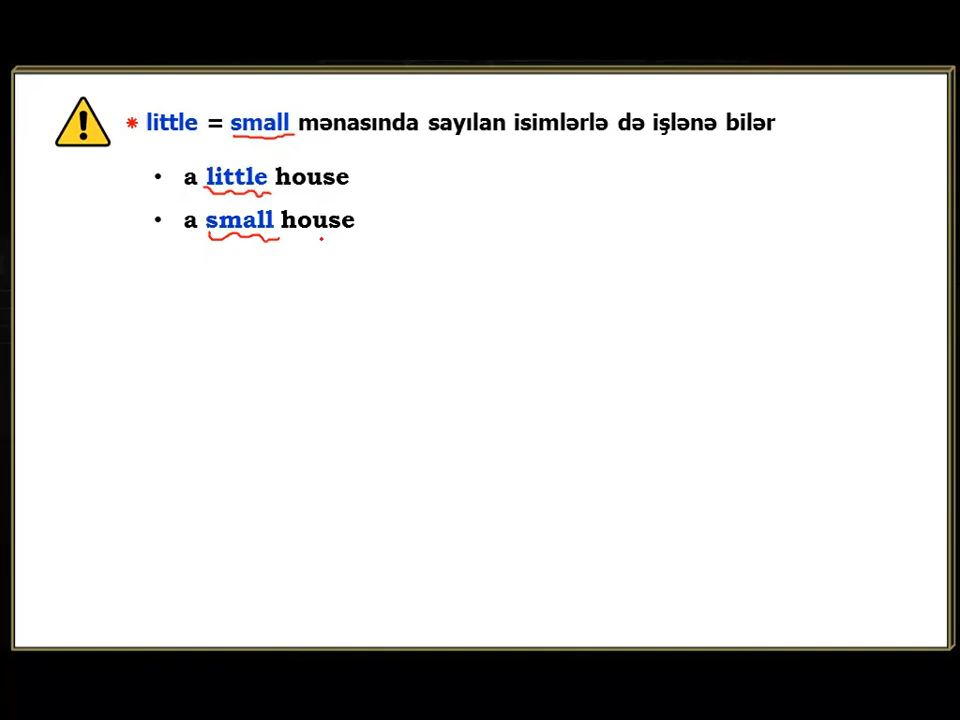 * little = small mənasında sayılan isimlərlə də işlənə bilər
• a little house
• a small house